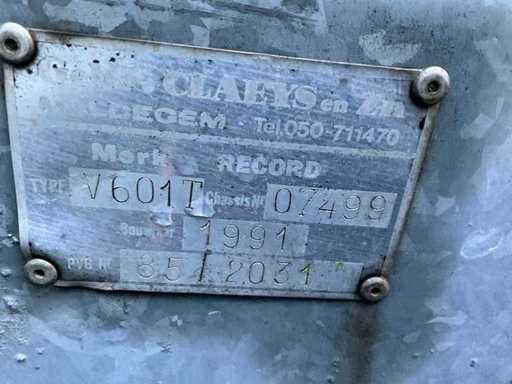 CLAEYS en Zn
Tel. 050-711470
Merk RECORD
TYPE V601T Chassis Nr 07499
Bouwjaar 1991
PVB Nr 85/2031